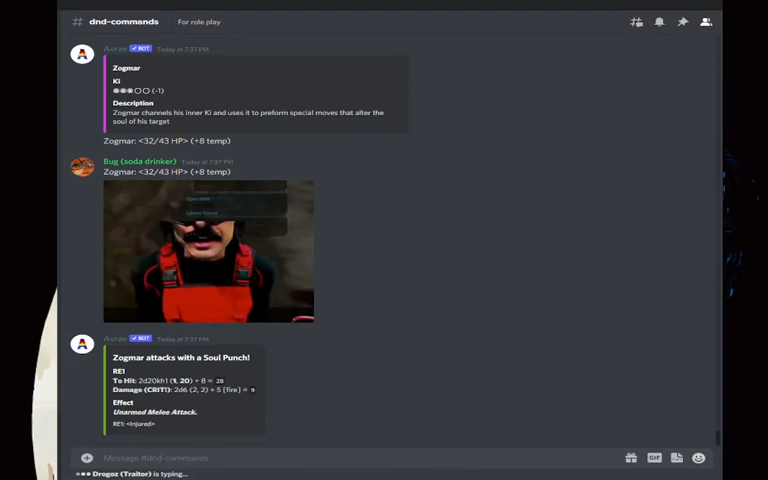 # dnd-commands For role play
Avrae ✓ BOT Today at 7:37 PM
Zogmar
Ki
◉◉◉〇〇 (-1)
Description
Zogmar channels his inner Ki and uses it to preform special moves that alter the
soul of his target
Zogmar: <32/43 HP> (+8 temp)
Bug (soda drinker) Today at 7:37 PM
Zogmar: <32/43 HP> (+8 temp)
Spectate
Leave Game
Avrae ✓ BOT Today at 7:37 PM
Zogmar attacks with a Soul Punch!
RE1
To Hit: 2d20kh1 (1, 20) + 8 = 28
Damage (CRIT!): 2d6 (2, 2) + 5 [fire] = 9
Effect
Unarmed Melee Attack.
RE1: <Injured>
Message #dnd-commands
GIF
Drogoz (Traitor) is typing...